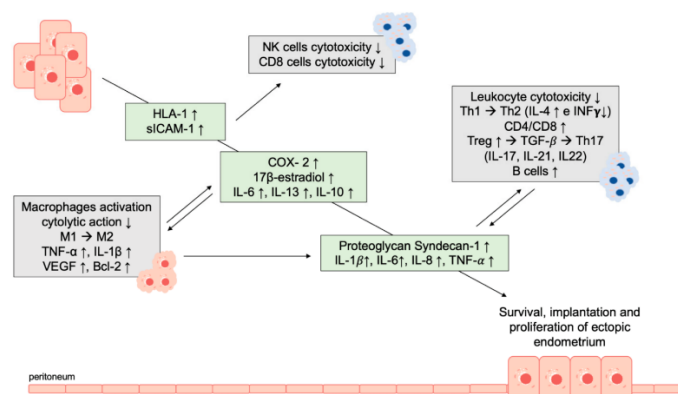 NK cells cytotoxicity ↓
CD8 cells cytotoxicity ↓
HLA-1 ↑
sICAM-1 ↑
Leukocyte cytotoxicity ↓
Th1 → Th2 (IL-4 ↑ e INFγ↓)
CD4/CD8 ↑
Treg ↑ → TGF-β → Th17
(IL-17, IL-21, IL22)
B cells ↑
COX- 2 ↑
17β-estradiol ↑
IL-6 ↑, IL-13 ↑, IL-10 ↑
Macrophages activation
cytolytic action ↓
M1 → M2
TNF-α ↑, IL-1β ↑
VEGF ↑, Bcl-2 ↑
Proteoglycan Syndecan-1 ↑
IL-1β↑, IL-6↑, IL-8 ↑, TNF-α ↑
Survival, implantation and
proliferation of ectopic
endometrium
peritoneum